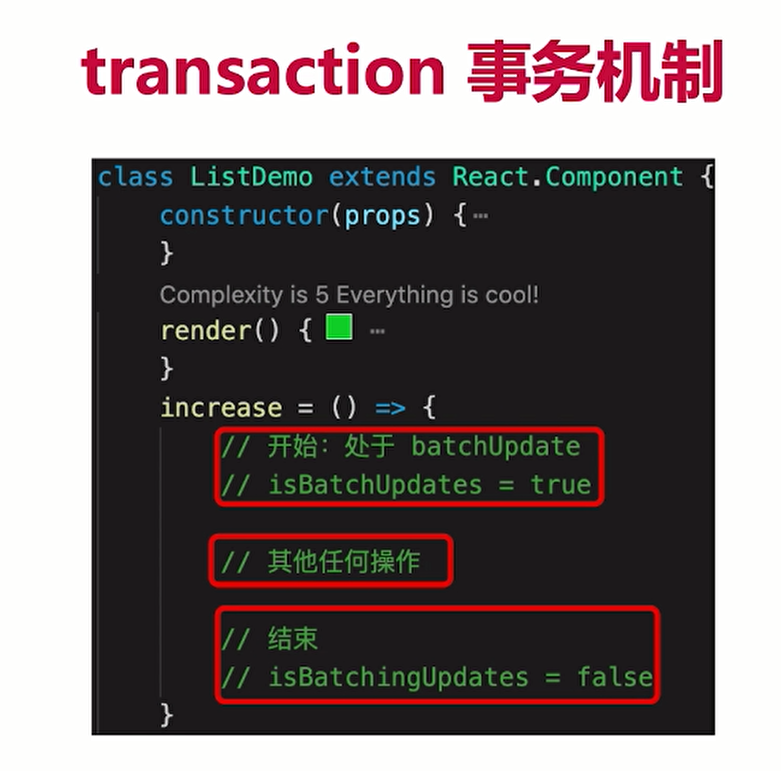 transaction 事务机制
class ListDemo extends React.Component {
constructor(props) {⋯
}
Complexity is 5 Everything is cool!
render() { ⋯
}
increase = () => {
// 开始：处于 batchUpdate
// isBatchUpdates = true
// 其他任何操作
// 结束
// isBatchingUpdates = false
}